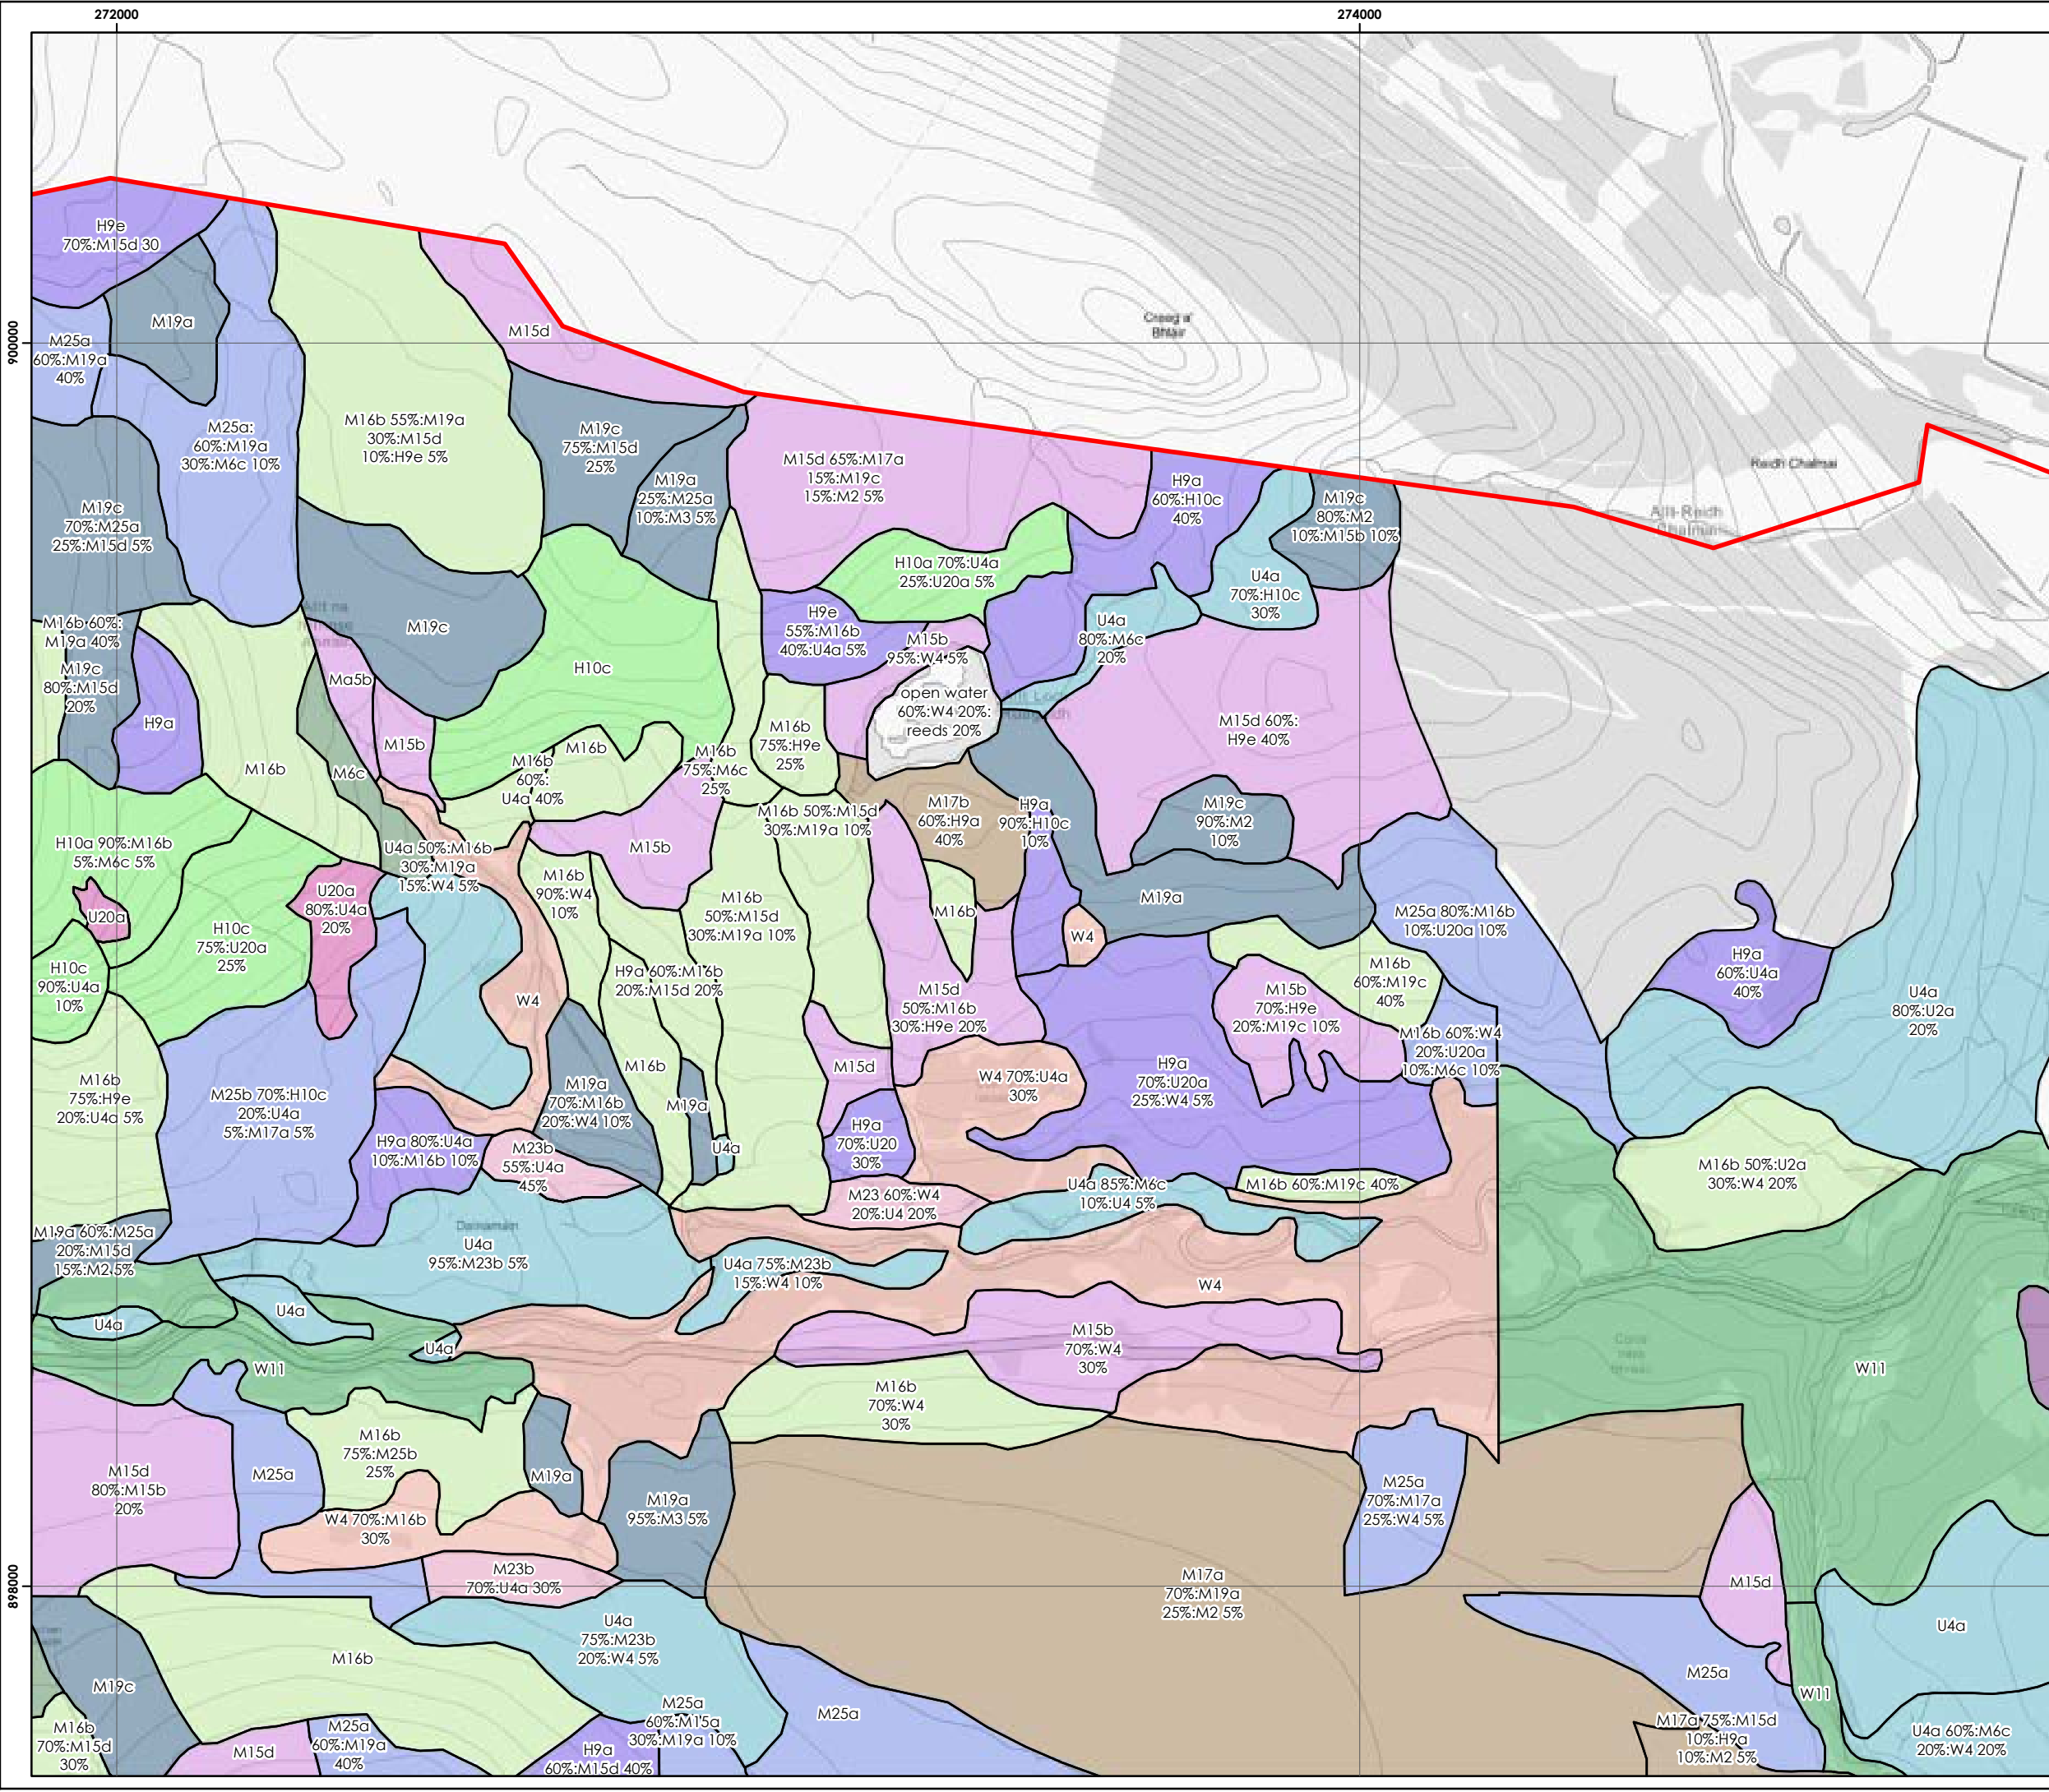 272000
274000
900000
898000
H9e
70%:M15d 30
M19a
M25a
60%:M19a
40%
M25a:
60%:M19a
30%:M6c 10%
M16b 55%:M19a
30%:M15d
10%:H9e 5%
M15d
M19c
75%:M15d
25%
M19a
25%:M25a
10%:M3 5%
M15d 65%:M17a
15%:M19c
15%:M2 5%
H9a
60%:H10c
40%
M19c
80%:M2
10%:M15b 10%
Creag a'
Bhlair
Reidh Chalmai
Allt-Reidh
M19c
70%:M25a
25%:M15d 5%
H10a 70%:U4a
25%:U20a 5%
U4a
70%:H10c
30%
M16b 60%:
M19a 40%
Allt na
M19c
H9e
55%:M16b
40%:U4a 5%
M15b
95%:W4 5%
U4a
80%:M6c
20%
M19c
80%:M15d
20%
H9a
Ma5b
H10c
M16b
M6c
M15b
M16b
60%:
U4a 40%
M16b
M16b
75%:M6c
25%
M16b
75%:H9e
25%
open water
60%:W4 20%:
reeds 20%
M15d 60%:
H9e 40%
H10a 90%:M16b
5%:M6c 5%
U4a 50%:M16b
30%:M19a
15%:W4 5%
M15b
M16b 50%:M15d
30%:M19a 10%
M17b
60%:H9a
40%
H9a
90%:H10c
10%
M19c
90%:M2
10%
U20a
U20a
80%:U4a
20%
H10c
75%:U20a
25%
M16b
90%:W4
10%
M16b
50%:M15d
30%:M19a 10%
M16b
M19a
W4
M25a 80%:M16b
10%:U20a 10%
H9a
60%:U4a
40%
U4a
80%:U2a
20%
H10c
90%:U4a
10%
W4
H9a 60%:M16b
20%:M15d 20%
M15d
50%:M16b
30%:H9e 20%
M15b
70%:H9e
20%:M19c 10%
M16b
60%:M19c
40%
M16b 60%:W4
20%:U20a
10%:M6c 10%
M16b
75%:H9e
20%:U4a 5%
M25b 70%:H10c
20%:U4a
5%:M17a 5%
M19a
70%:M16b
20%:W4 10%
M16b
M19a
U4a
M15d
W4 70%:U4a
30%
H9a
70%:U20a
25%:W4 5%
H9a 80%:U4a
10%:M16b 10%
M23b
55%:U4a
45%
H9a
70%:U20
30%
M23 60%:W4
20%:U4 20%
U4a 85%:M6c
10%:U4 5%
M16b 60%:M19c 40%
M16b 50%:U2a
30%:W4 20%
M19a 60%:M25a
20%:M15d
15%:M2 5%
U4a
95%:M23b 5%
U4a 75%:M23b
15%:W4 10%
W4
U4a
U4a
U4a
W11
M15b
70%:W4
30%
W11
M16b
70%:W4
30%
M15d
80%:M15b
20%
M25a
M16b
75%:M25b
25%
M19a
W4 70%:M16b
30%
M19a
95%:M3 5%
M25a
70%:M17a
25%:W4 5%
M23b
70%:U4a 30%
M17a
70%:M19a
25%:M2 5%
M15d
U4a
U4a
75%:M23b
20%:W4 5%
M16b
M19c
M25a
W11
M25a
60%:M15a
30%:M19a 10%
M25a
M16b
70%:M15d
30%
M15d
M25a
60%:M19a
40%
H9a
60%:M15d 40%
M17a 75%:M15d
10%:H9a
10%:M2 5%
U4a 60%:M6c
20%:W4 20%